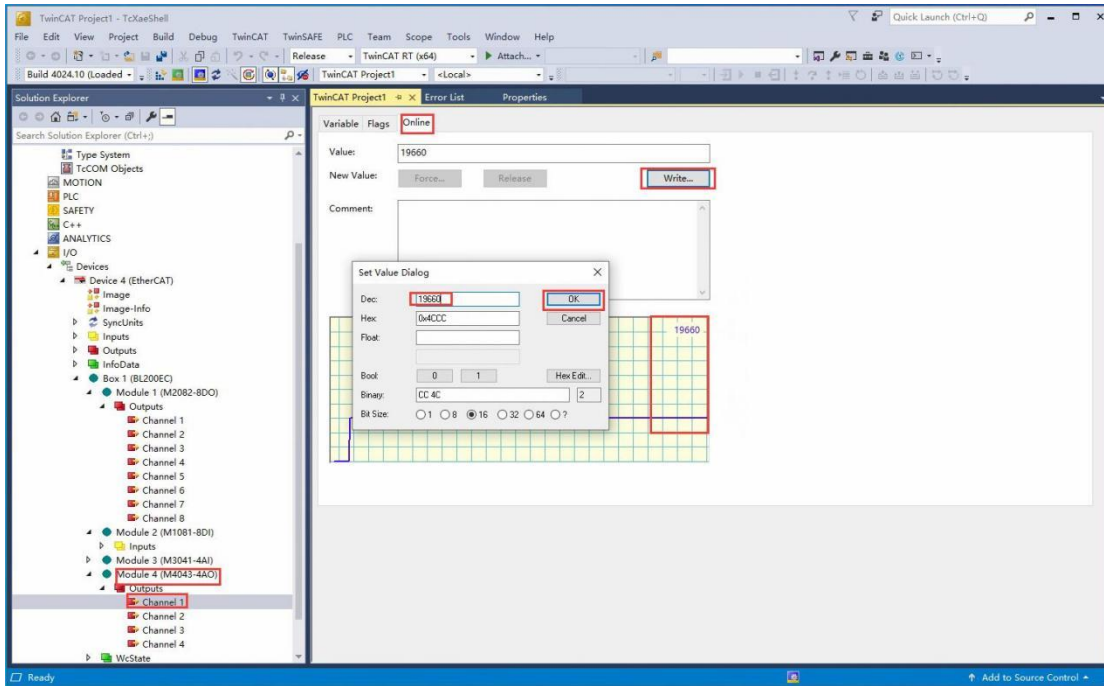 TwinCAT Project1 - TcXaeShell
Quick Launch (Ctrl+Q)
File Edit View Project Build Debug TwinCAT TwinSAFE PLC Team Scope Tools Window Help
Release TwinCAT RT (x64) Attach...
Build 4024.10 (Loaded TwinCAT Project1 <Local>
Solution Explorer
Search Solution Explorer (Ctrl+;)
Type System
TcCOM Objects
MOTION
PLC
SAFETY
C++
ANALYTICS
I/O
Devices
Device 4 (EtherCAT)
Image
Image-Info
SyncUnits
Inputs
Outputs
InfoData
Box 1 (BL200EC)
Module 1 (M2082-8DO)
Outputs
Channel 1
Channel 2
Channel 3
Channel 4
Channel 5
Channel 6
Channel 7
Channel 8
Module 2 (M1081-8DI)
Inputs
Module 3 (M3041-4AI)
Module 4 (M4043-4AO)
Outputs
Channel 1
Channel 2
Channel 3
Channel 4
WcState
TwinCAT Project1 Error List Properties
Variable Flags Online
Value: 19660
New Value: Force... Release Write...
Comment:
Set Value Dialog
Dec: 19660 OK
Hex: 0x4CCC Cancel
Float:
Bool: 0 1 Hex Edit...
Binary: CC 4C 2
Bit Size: 1 8 16 32 64 ?
19660
Ready
Add to Source Control